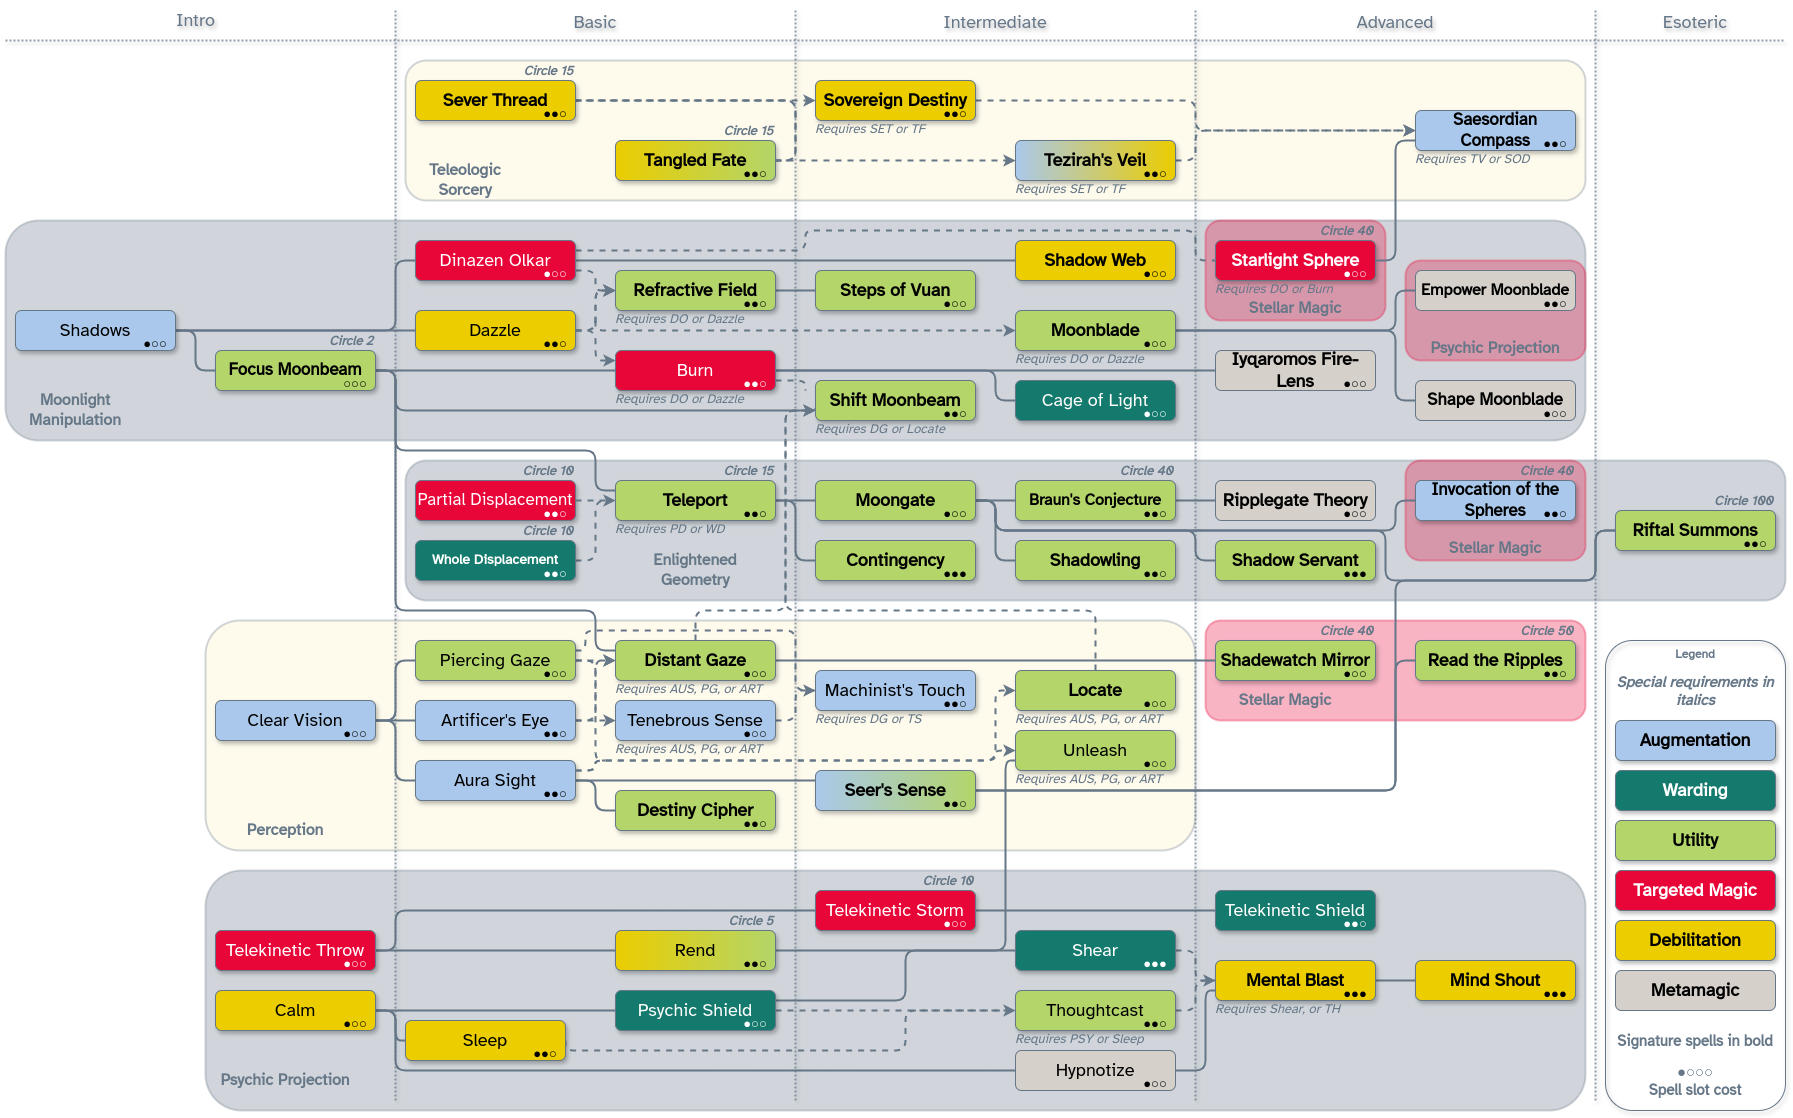 Intro
Basic
Intermediate
Advanced
Esoteric
Circle 15
Sever Thread
Sovereign Destiny
Requires SET or TF
Circle 15
Tangled Fate
Tezirah's Veil
Requires SET or TF
Saesordian
Compass
Requires TV or SOD
Teleologic
Sorcery
Circle 40
Dinazen Olkar
Shadow Web
Starlight Sphere
Requires DO or Burn
Stellar Magic
Refractive Field
Requires DO or Dazzle
Steps of Vuan
Empower Moonblade
Psychic Projection
Shadows
Dazzle
Moonblade
Requires DO or Dazzle
Circle 2
Focus Moonbeam
Burn
Requires DO or Dazzle
Iyqaromos Fire-
Lens
Shift Moonbeam
Requires DG or Locate
Cage of Light
Shape Moonblade
Moonlight
Manipulation
Circle 10
Partial Displacement
Circle 15
Teleport
Requires PD or WD
Moongate
Circle 40
Braun's Conjecture
Ripplegate Theory
Circle 40
Invocation of the
Spheres
Stellar Magic
Circle 100
Riftal Summons
Circle 10
Whole Displacement
Enlightened
Geometry
Contingency
Shadowling
Shadow Servant
Piercing Gaze
Distant Gaze
Requires AUS, PG, or ART
Circle 40
Shadewatch Mirror
Circle 50
Read the Ripples
Stellar Magic
Clear Vision
Artificer's Eye
Tenebrous Sense
Requires AUS, PG, or ART
Machinist's Touch
Requires DG or TS
Locate
Requires AUS, PG, or ART
Unleash
Requires AUS, PG, or ART
Aura Sight
Seer's Sense
Destiny Cipher
Perception
Circle 10
Telekinetic Storm
Telekinetic Shield
Telekinetic Throw
Circle 5
Rend
Shear
Mental Blast
Requires Shear, or TH
Mind Shout
Calm
Psychic Shield
Thoughtcast
Requires PSY or Sleep
Sleep
Hypnotize
Psychic Projection
Legend
Special requirements in
italics
Augmentation
Warding
Utility
Targeted Magic
Debilitation
Metamagic
Signature spells in bold
Spell slot cost